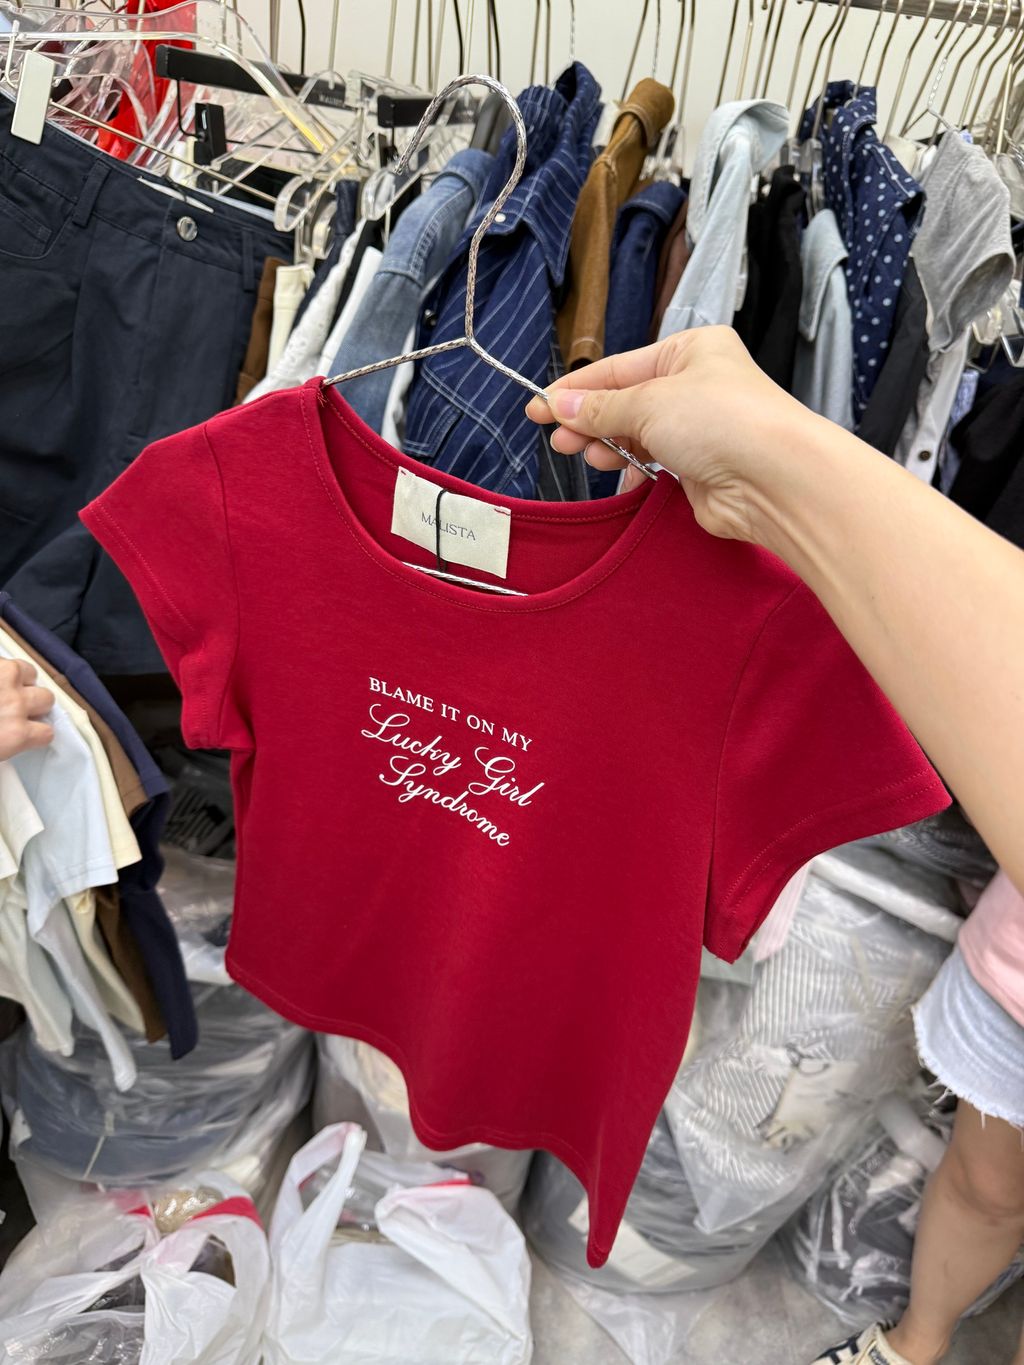 MALISTA
BLAME IT ON MY
Lucky Girl
Syndrome